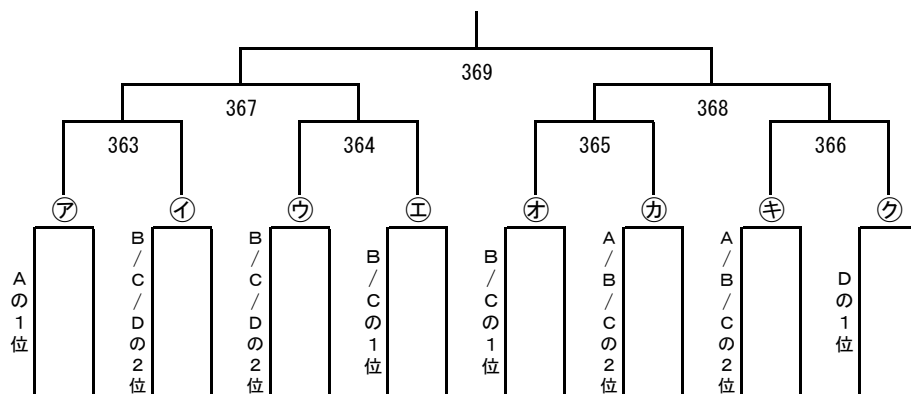 369
367
368
363
364
365
366
㋐
㋑
㋒
㋓
㋔
㋕
㋖
㋗
Aの1位
B/C/Dの2位
B/C/Dの2位
B/Cの1位
B/Cの1位
A/B/Cの2位
A/B/Cの2位
Dの1位